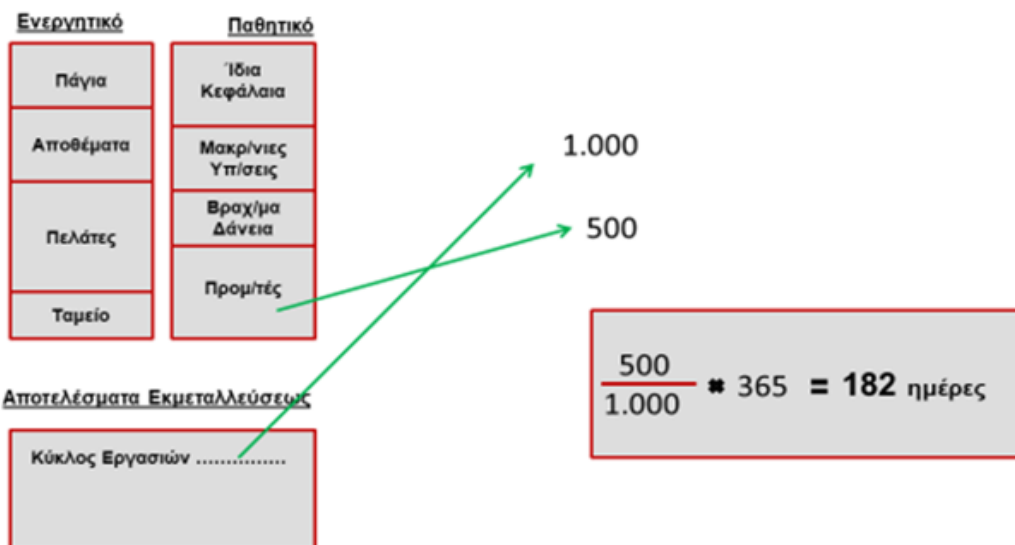 Ενεργητικό
Πάγια
Αποθέματα
Πελάτες
Ταμείο
Παθητικό
Ίδια
Κεφάλαια
Μακρ/νιες
Υπ/σεις
Βραχ/μα
Δάνεια
Προμ/τές
1.000
500
Αποτελέσματα Εκμεταλλεύσεως
Κύκλος Εργασιών ................
500
1.000
* 365 = 182 ημέρες